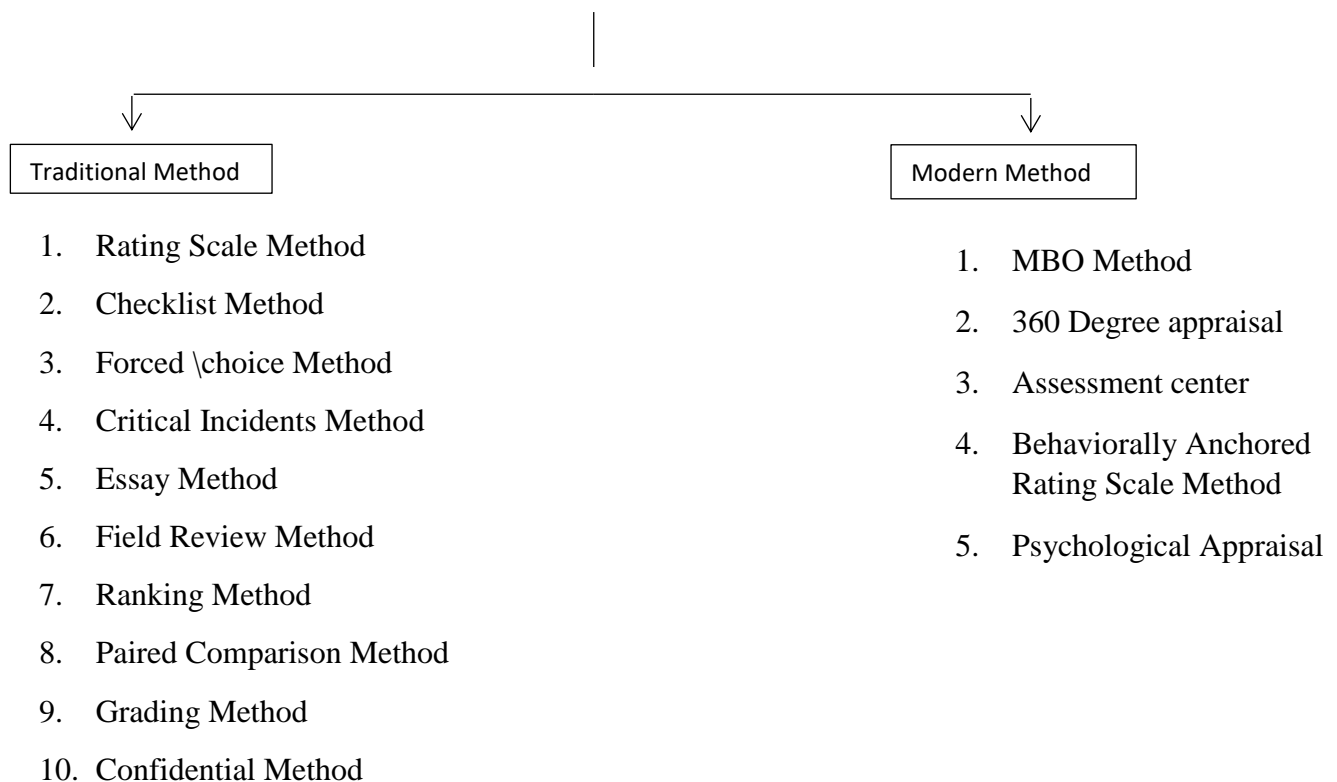 Traditional Method
1. Rating Scale Method
2. Checklist Method
3. Forced \choice Method
4. Critical Incidents Method
5. Essay Method
6. Field Review Method
7. Ranking Method
8. Paired Comparison Method
9. Grading Method
10. Confidential Method
Modern Method
1. MBO Method
2. 360 Degree appraisal
3. Assessment center
4. Behaviorally Anchored
Rating Scale Method
5. Psychological Appraisal